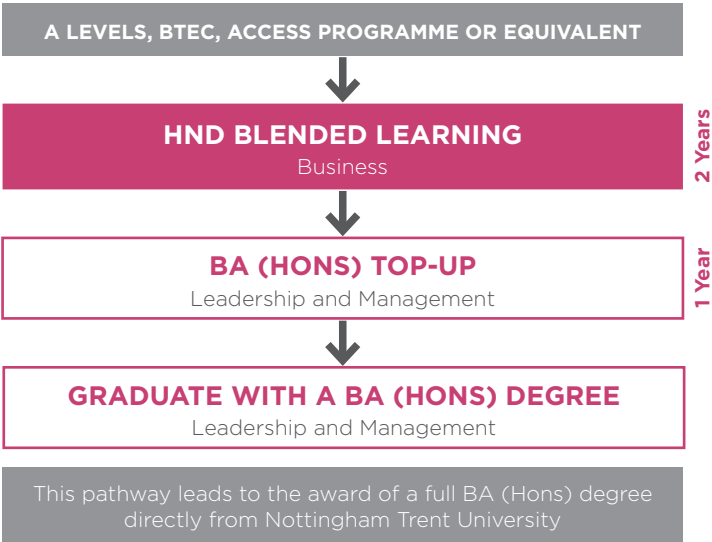 A LEVELS, BTEC, ACCESS PROGRAMME OR EQUIVALENT
HND BLENDED LEARNING
Business
2 Years
BA (HONS) TOP-UP
Leadership and Management
1 Year
GRADUATE WITH A BA (HONS) DEGREE
Leadership and Management
This pathway leads to the award of a full BA (Hons) degree
directly from Nottingham Trent University